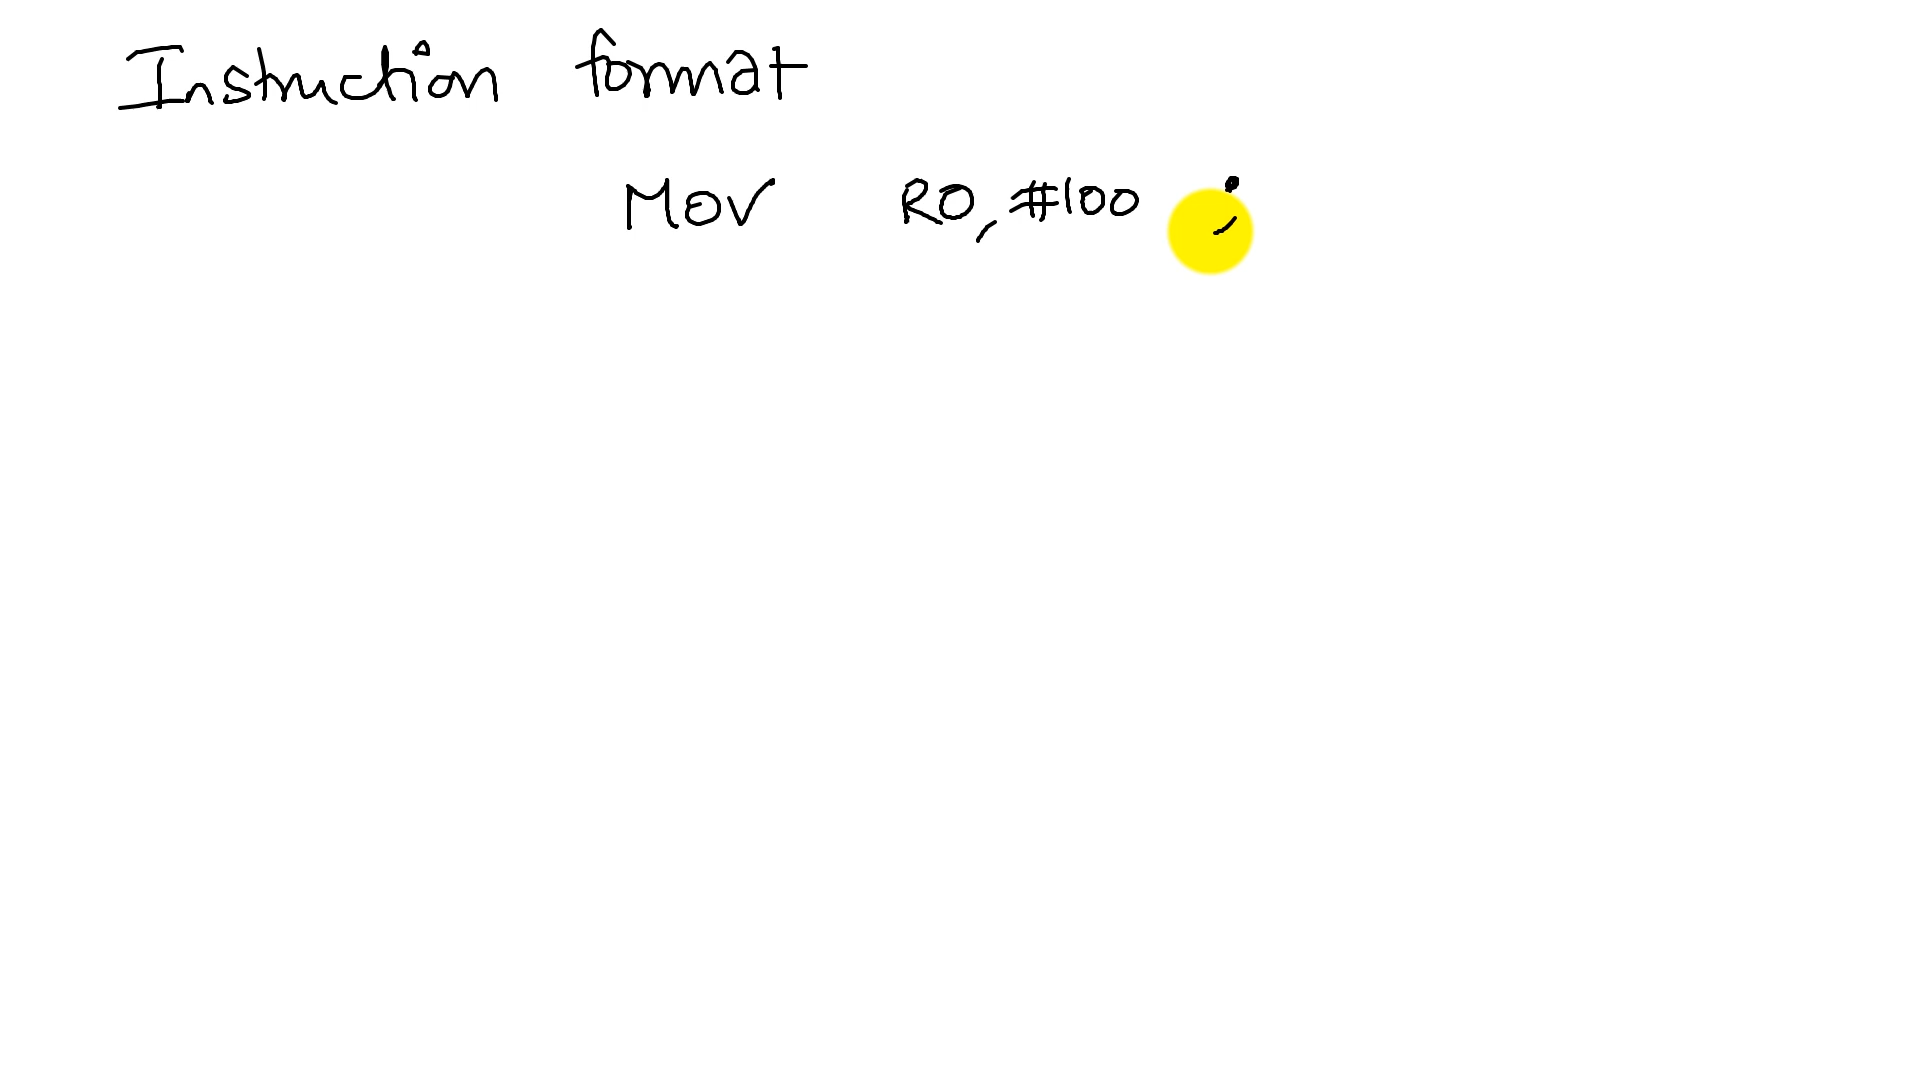 Instruction format
MOV R0, #100 ;